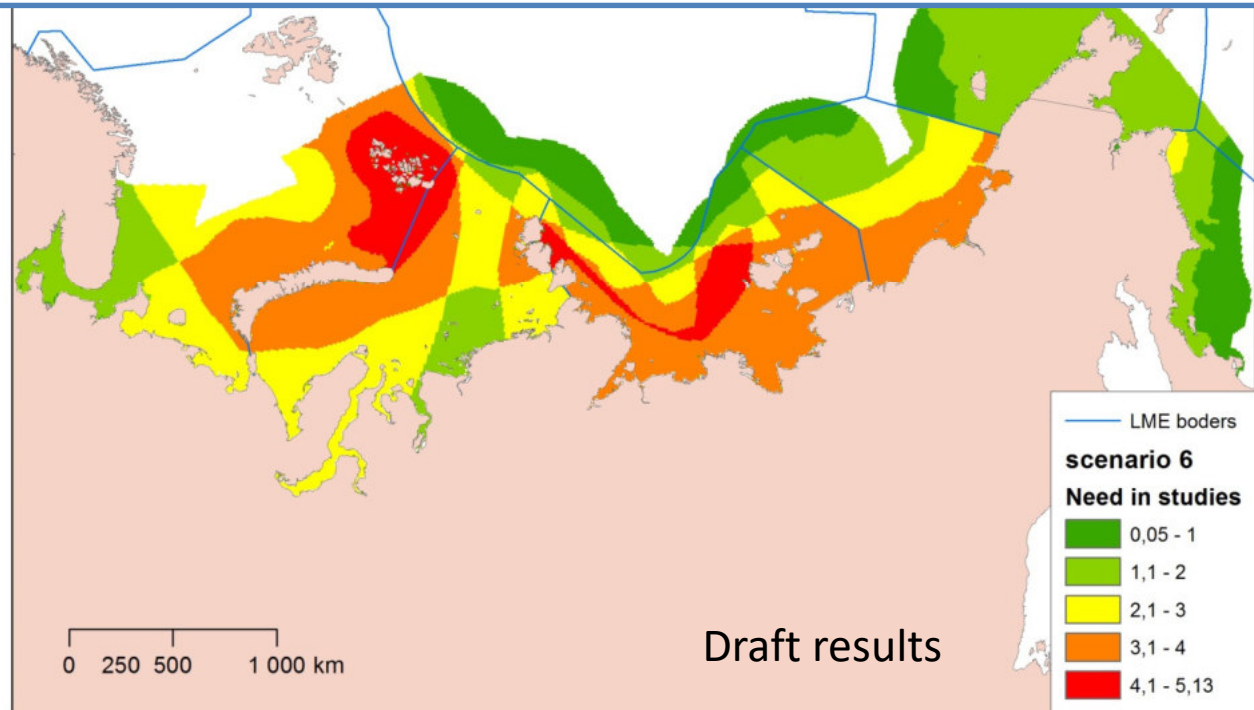 LME boders
scenario 6
Need in studies
0,05 - 1
1,1 - 2
2,1 - 3
3,1 - 4
4,1 - 5,13
0 250 500 1 000 km
Draft results